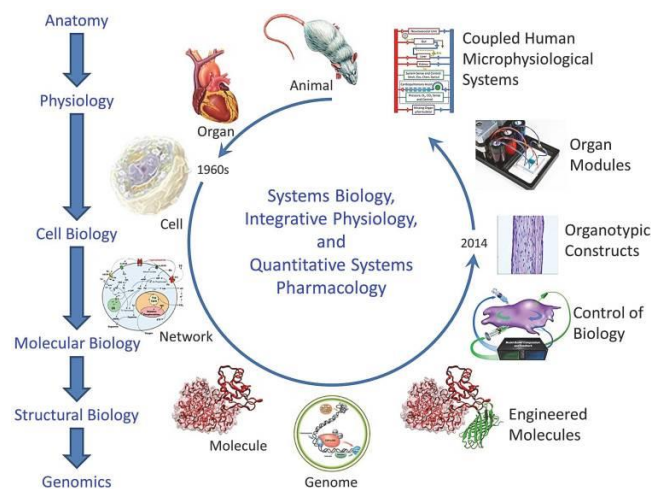 Anatomy
Physiology
Cell Biology
Molecular Biology
Structural Biology
Genomics
Animal
Organ
1960s
Cell
Network
Molecule
Genome
Engineered
Molecules
Control of
Biology
2014
Organotypic
Constructs
Organ
Modules
Coupled Human
Microphysiological
Systems
Systems Biology,
Integrative Physiology,
and
Quantitative Systems
Pharmacology